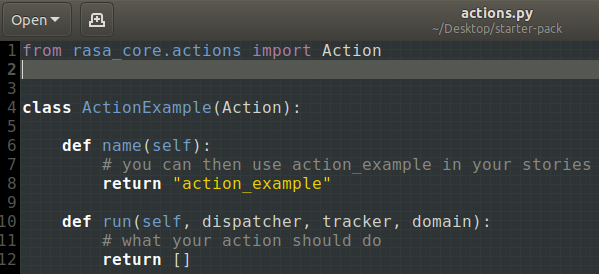 Open
actions.py
~/Desktop/starter-pack
1 from rasa_core.actions import Action
2
3
4 class ActionExample(Action):
5
6     def name(self):
7         # you can then use action_example in your stories
8         return "action_example"
9
10     def run(self, dispatcher, tracker, domain):
11         # what your action should do
12         return []